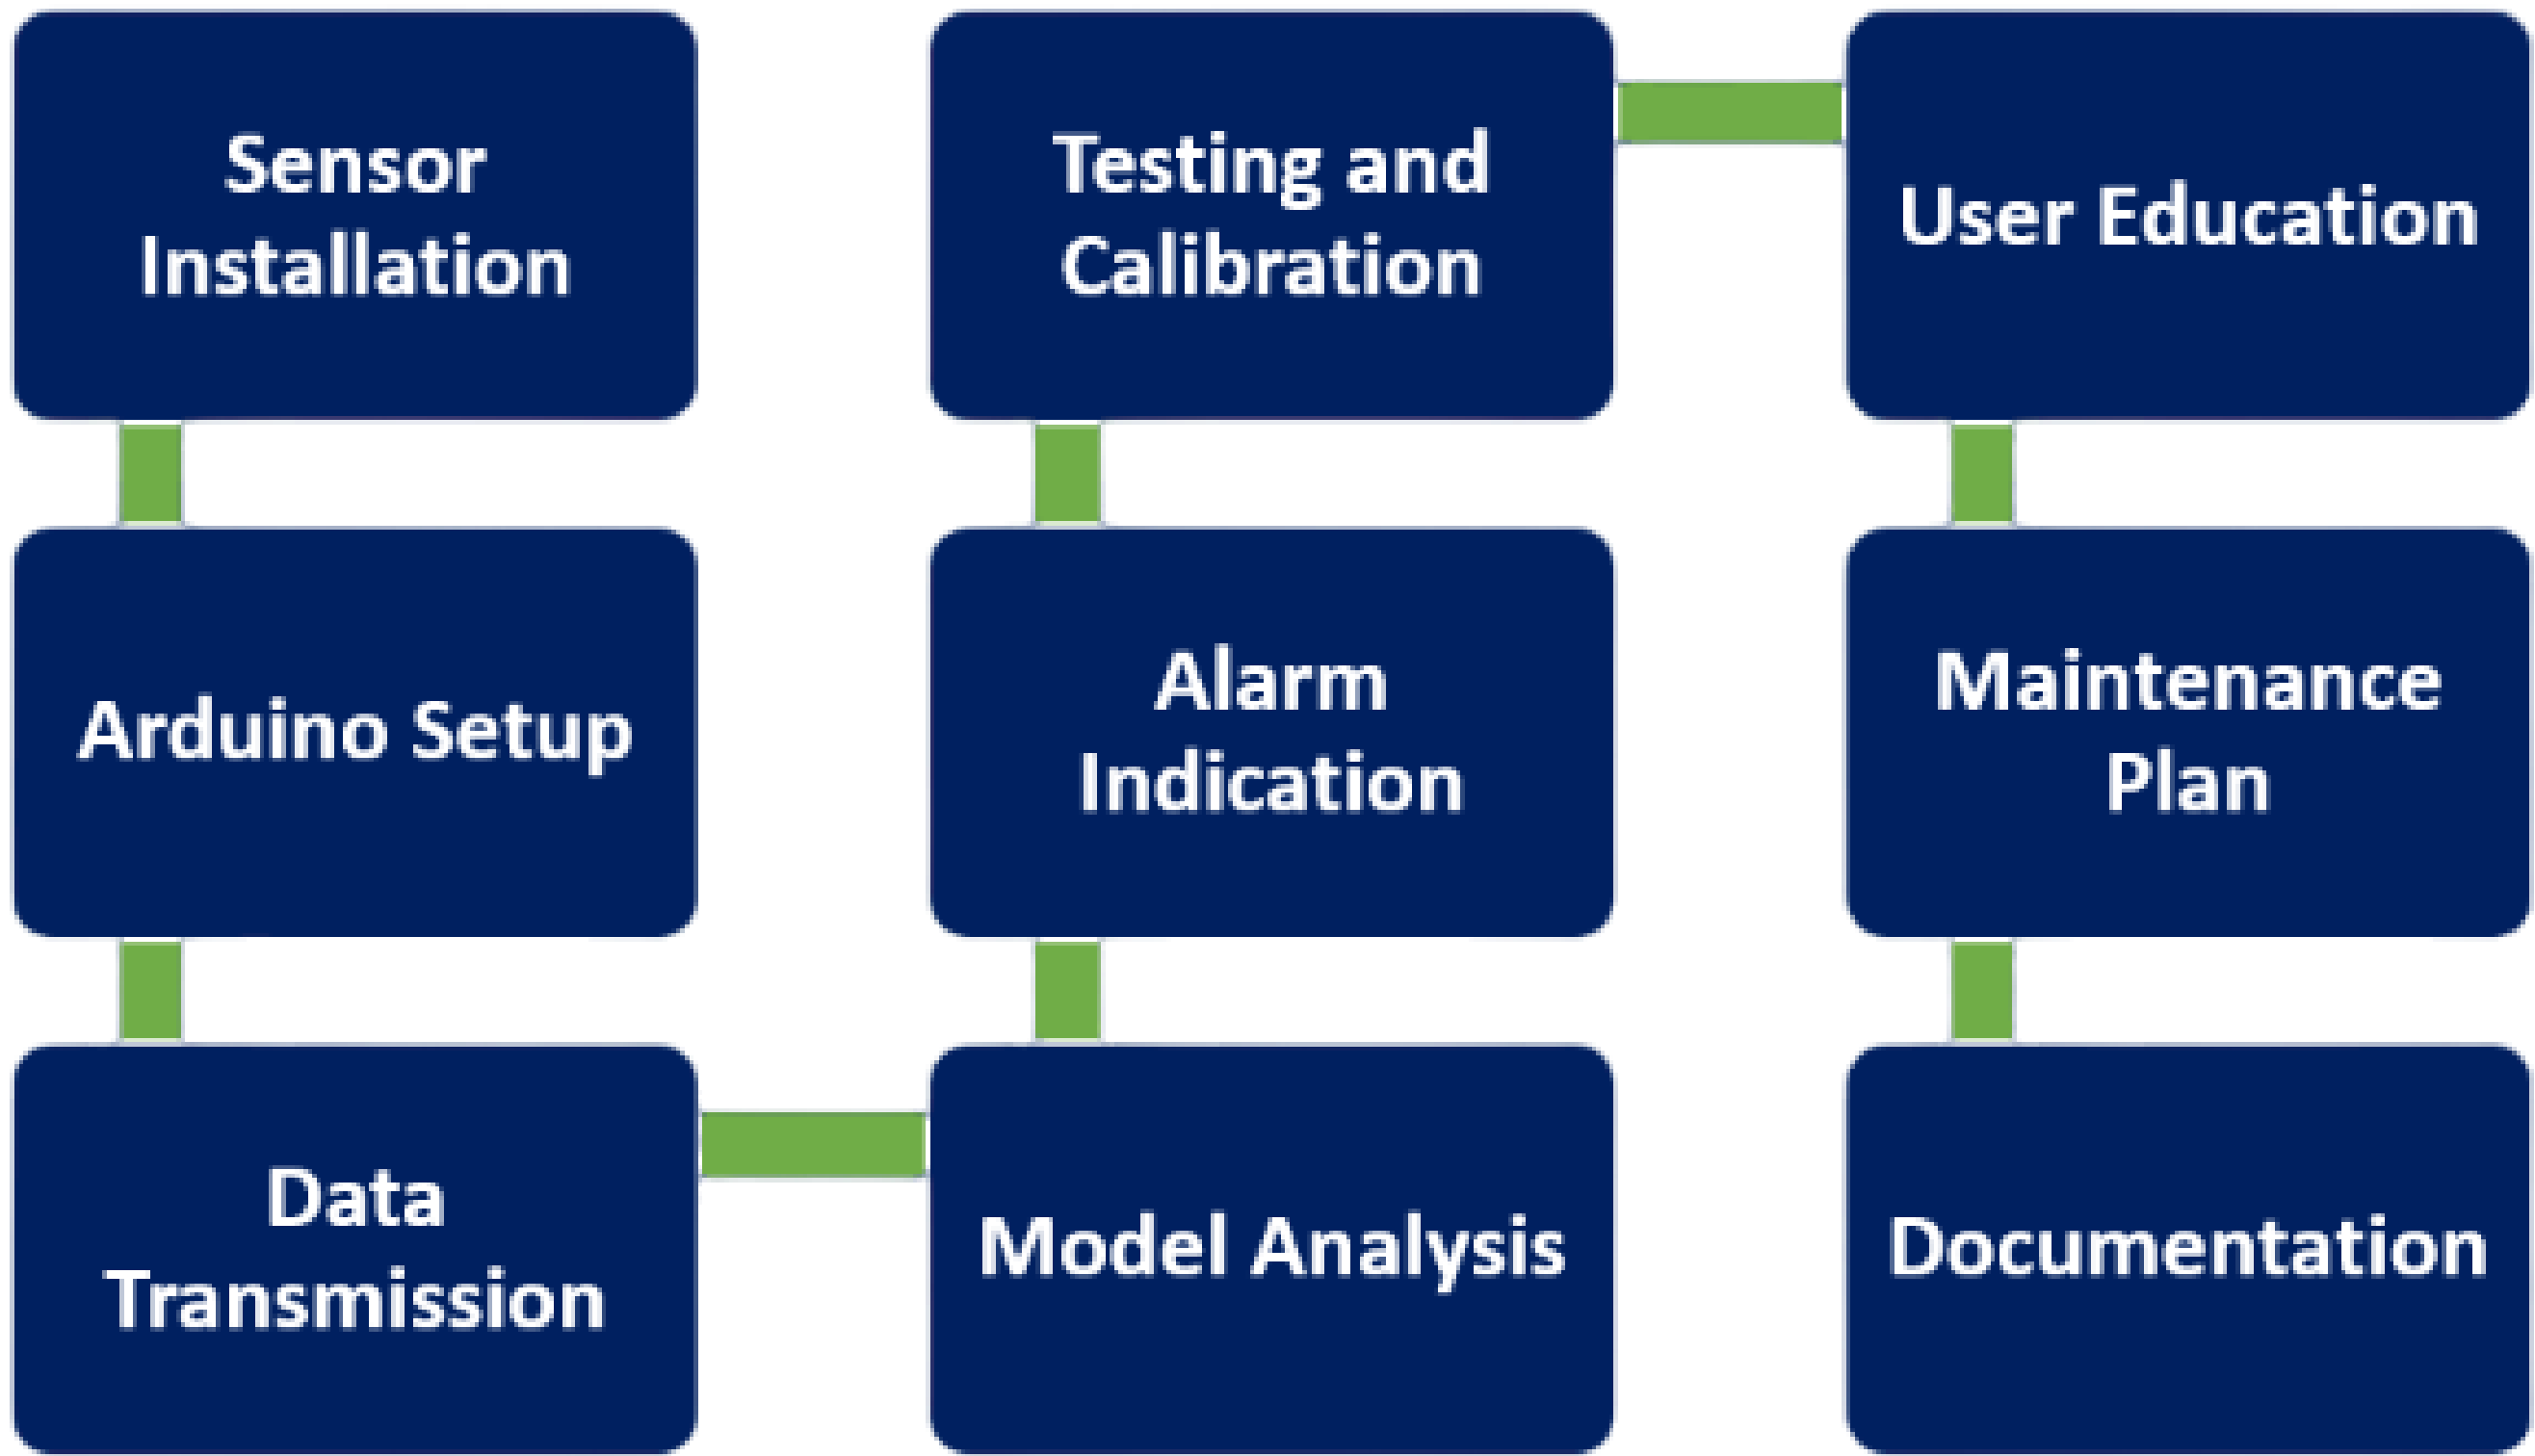 Sensor
Installation
Arduino Setup
Data
Transmission
Model Analysis
Alarm
Indication
Testing and
Calibration
User Education
Maintenance
Plan
Documentation